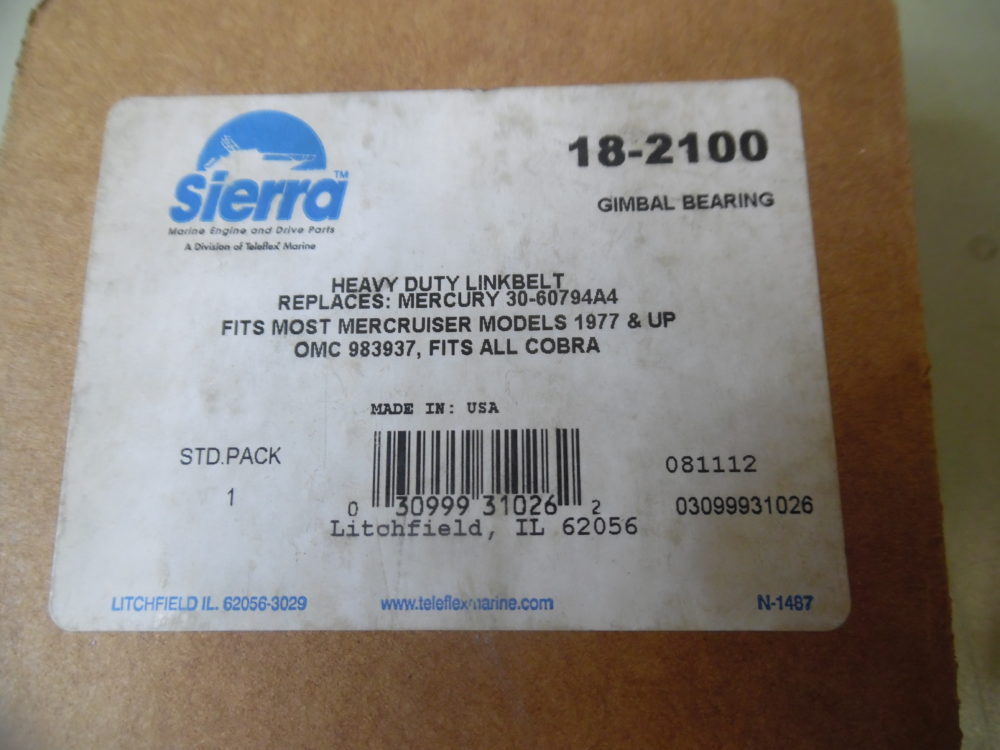 Sierra™
Marine Engine and Drive Parts
A Division of Teleflex Marine
18-2100
GIMBAL BEARING
HEAVY DUTY LINKBELT
REPLACES: MERCURY 30-60794A4
FITS MOST MERCRUISER MODELS 1977 & UP
OMC 983937, FITS ALL COBRA
MADE IN: USA
STD.PACK
1
0 30999 31026 2
Litchfield, IL 62056
081112
03099931026
LITCHFIELD IL. 62056-3029
www.teleflexmarine.com
N-1487